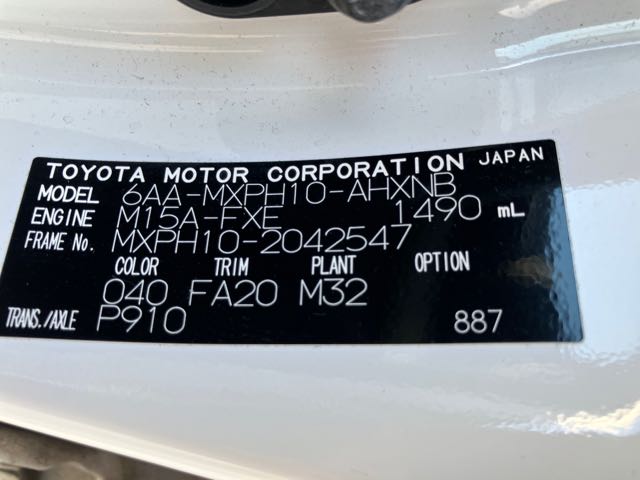 TOYOTA MOTOR CORPORATION JAPAN
MODEL 6AA-MXPH10-AHXNB
ENGINE M15A-FXE 1490 mL
FRAME No. MXPH10-2042547
COLOR TRIM PLANT OPTION
040 FA20 M32
TRANS./AXLE P910 887